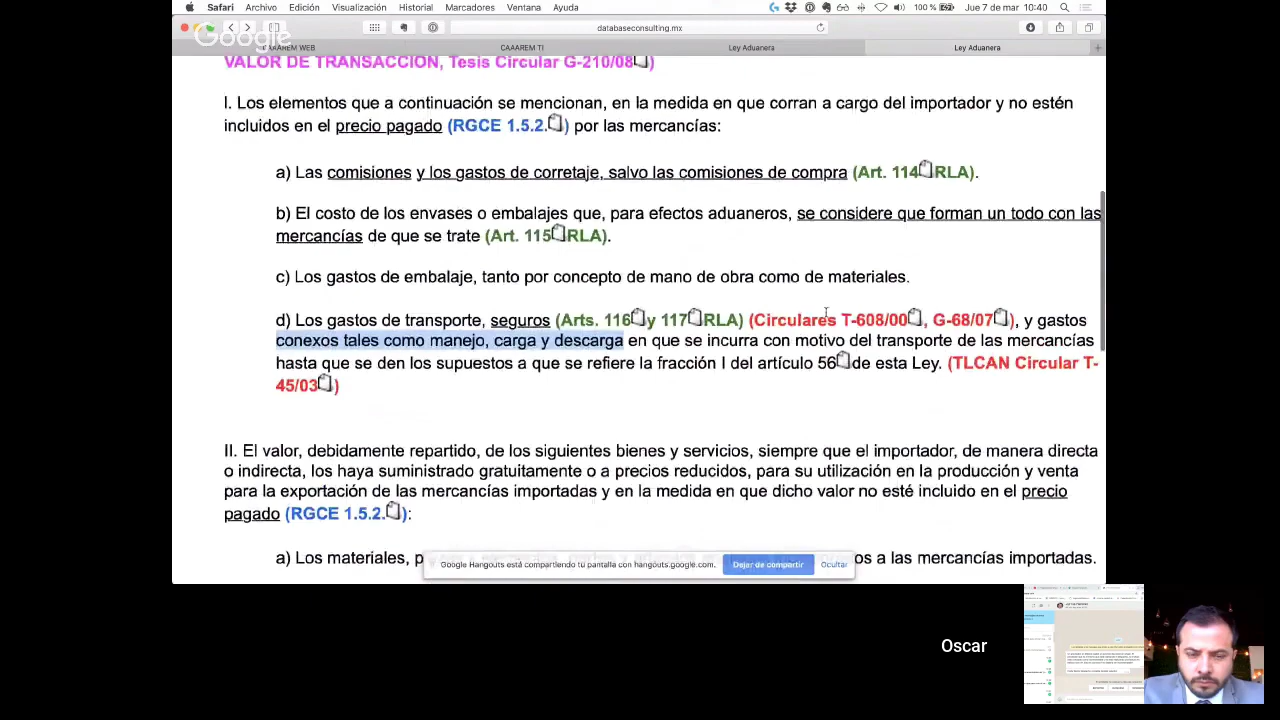 Safari Archivo Edición Visualización Historial Marcadores Ventana Ayuda 100 % Jue 7 de mar 10:40
Google
databaseconsulting.mx
CAAAREM WEB CAAAREM TI Ley Aduanera Ley Aduanera
VALOR DE TRANSACCION, Tesis Circular G-210/08)
I. Los elementos que a continuación se mencionan, en la medida en que corran a cargo del importador y no estén
incluidos en el precio pagado (RGCE 1.5.2.) por las mercancías:
a) Las comisiones y los gastos de corretaje, salvo las comisiones de compra (Art. 114 RLA).
b) El costo de los envases o embalajes que, para efectos aduaneros, se considere que forman un todo con las
mercancías de que se trate (Art. 115 RLA).
c) Los gastos de embalaje, tanto por concepto de mano de obra como de materiales.
d) Los gastos de transporte, seguros (Arts. 116 y 117 RLA) (Circulares T-608/00, G-68/07), y gastos
conexos tales como manejo, carga y descarga en que se incurra con motivo del transporte de las mercancías
hasta que se den los supuestos a que se refiere la fracción I del artículo 56 de esta Ley. (TLCAN Circular T-
45/03)
II. El valor, debidamente repartido, de los siguientes bienes y servicios, siempre que el importador, de manera directa
o indirecta, los haya suministrado gratuitamente o a precios reducidos, para su utilización en la producción y venta
para la exportación de las mercancías importadas y en la medida en que dicho valor no esté incluido en el precio
pagado (RGCE 1.5.2.):
a) Los materiales, a las mercancías importadas.
Google Hangouts está compartiendo tu pantalla con hangouts.google.com. Dejar de compartir Ocultar
Oscar